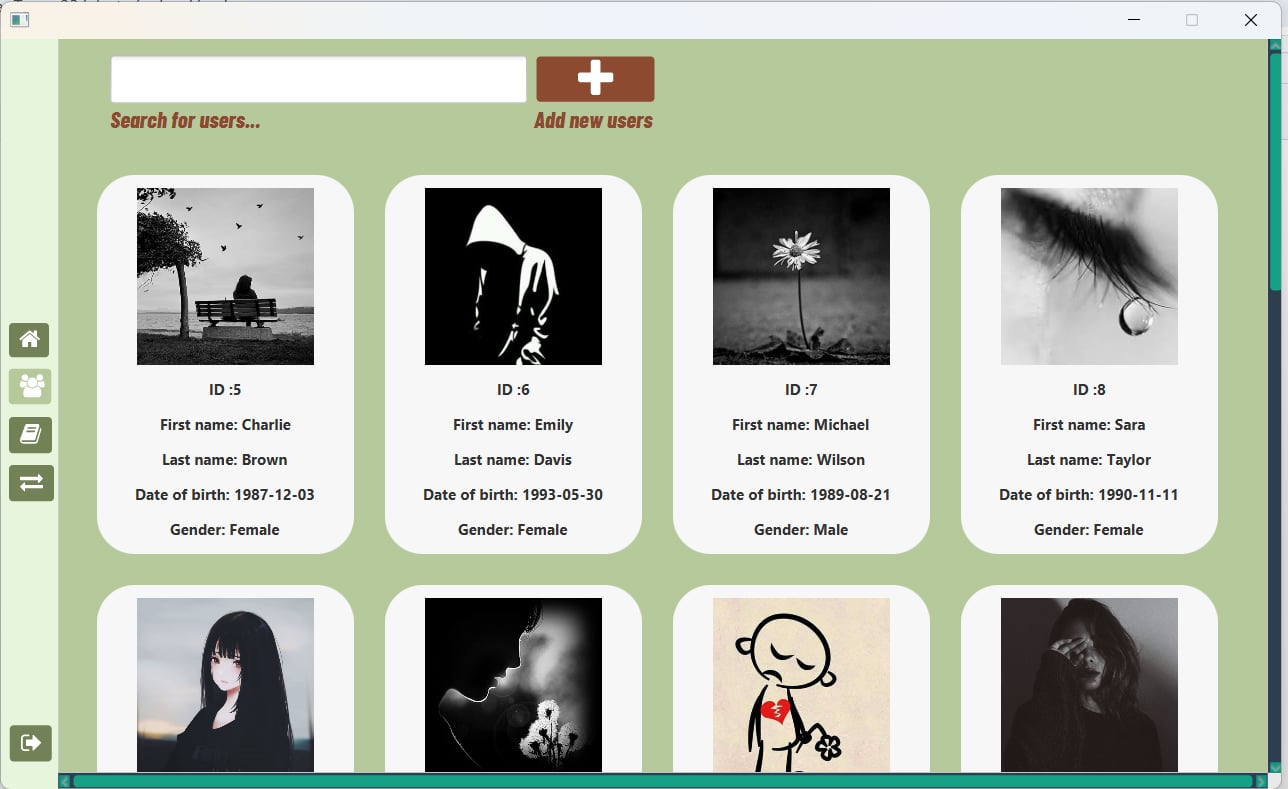 Search for users...
Add new users
ID :5
First name: Charlie
Last name: Brown
Date of birth: 1987-12-03
Gender: Female
ID :6
First name: Emily
Last name: Davis
Date of birth: 1993-05-30
Gender: Female
ID :7
First name: Michael
Last name: Wilson
Date of birth: 1989-08-21
Gender: Male
ID :8
First name: Sara
Last name: Taylor
Date of birth: 1990-11-11
Gender: Female